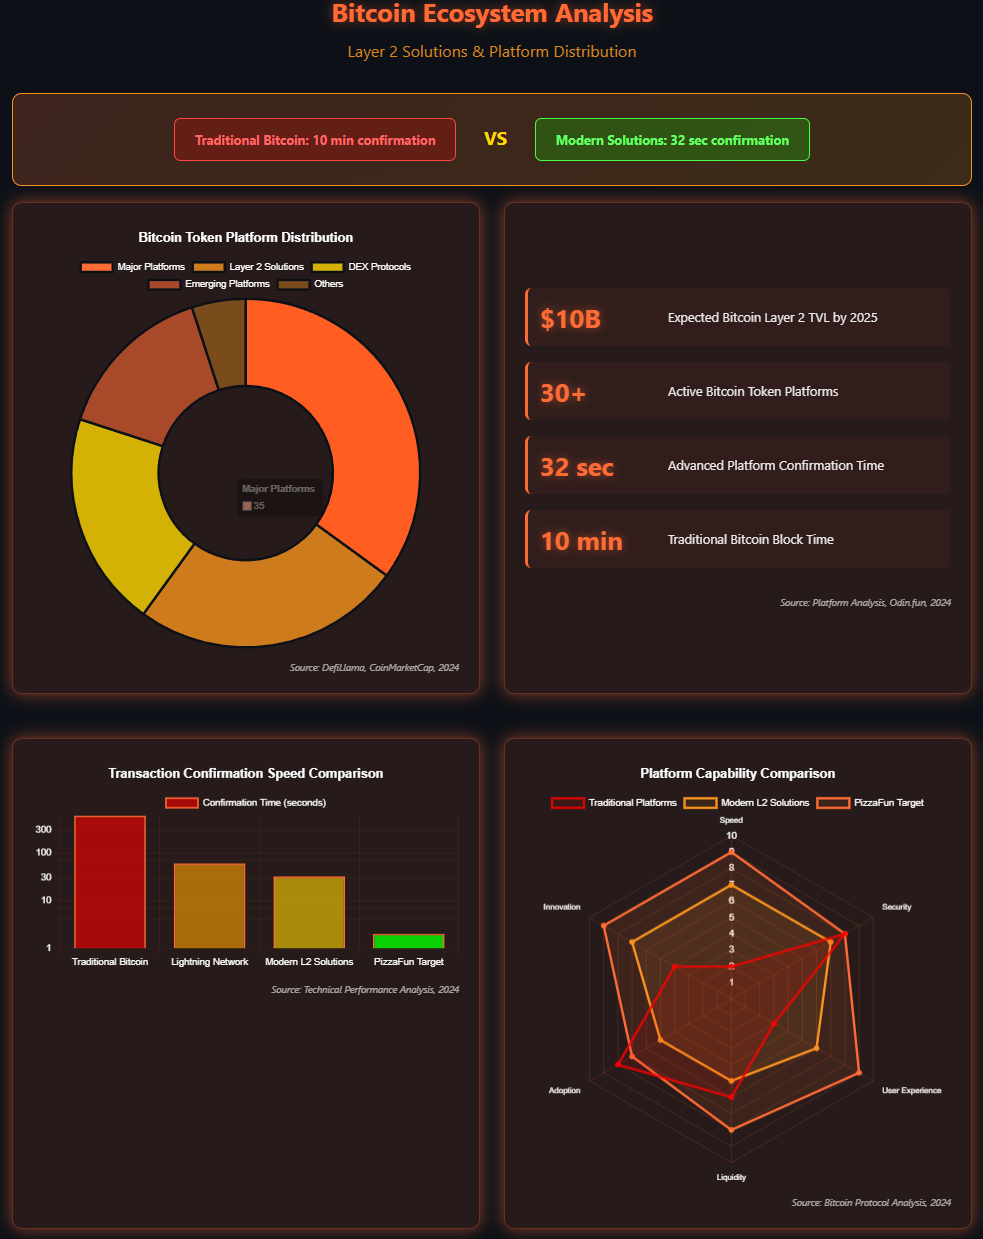 Bitcoin Ecosystem Analysis
Layer 2 Solutions & Platform Distribution
Traditional Bitcoin: 10 min confirmation
VS
Modern Solutions: 32 sec confirmation
Bitcoin Token Platform Distribution
Major Platforms Layer 2 Solutions DEX Protocols
Emerging Platforms Others
Major Platforms
35
Source: DefiLlama, CoinMarketCap, 2024
$10B Expected Bitcoin Layer 2 TVL by 2025
30+ Active Bitcoin Token Platforms
32 sec Advanced Platform Confirmation Time
10 min Traditional Bitcoin Block Time
Source: Platform Analysis, Odin.fun, 2024
Transaction Confirmation Speed Comparison
Confirmation Time (seconds)
300
100
30
10
1
Traditional Bitcoin Lightning Network Modern L2 Solutions PizzaFun Target
Source: Technical Performance Analysis, 2024
Platform Capability Comparison
Traditional Platforms Modern L2 Solutions PizzaFun Target
Speed
10
9
8
7
6
5
4
3
2
1
Innovation
Security
Adoption
User Experience
Liquidity
Source: Bitcoin Protocol Analysis, 2024